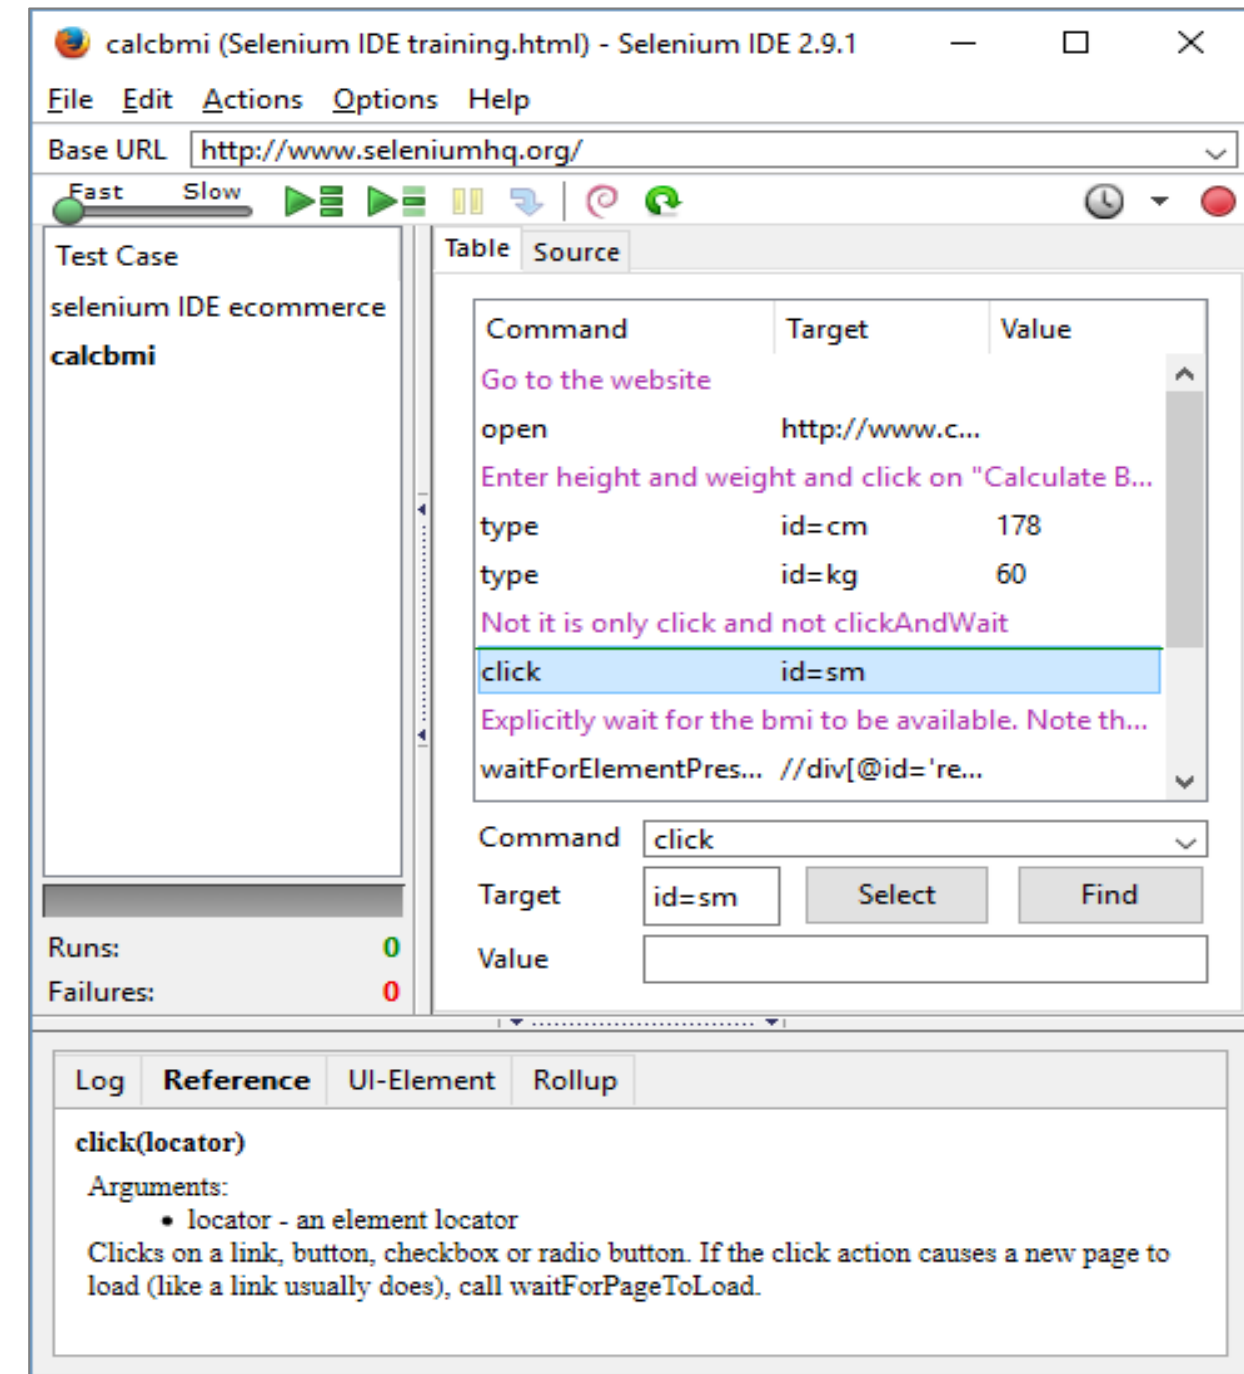 calcbmi (Selenium IDE training.html) - Selenium IDE 2.9.1
File Edit Actions Options Help
Base URL http://www.seleniumhq.org/
Fast Slow
Test Case
selenium IDE ecommerce
calcbmi
Runs: 0
Failures: 0
Table Source
Command Target Value
Go to the website
open http://www.c...
Enter height and weight and click on "Calculate B...
type id=cm 178
type id=kg 60
Not it is only click and not clickAndWait
click id=sm
Explicitly wait for the bmi to be available. Note th...
waitForElementPres... //div[@id='re...
Command click
Target id=sm Select Find
Value
Log Reference UI-Element Rollup
click(locator)
Arguments:
• locator - an element locator
Clicks on a link, button, checkbox or radio button. If the click action causes a new page to
load (like a link usually does), call waitForPageToLoad.